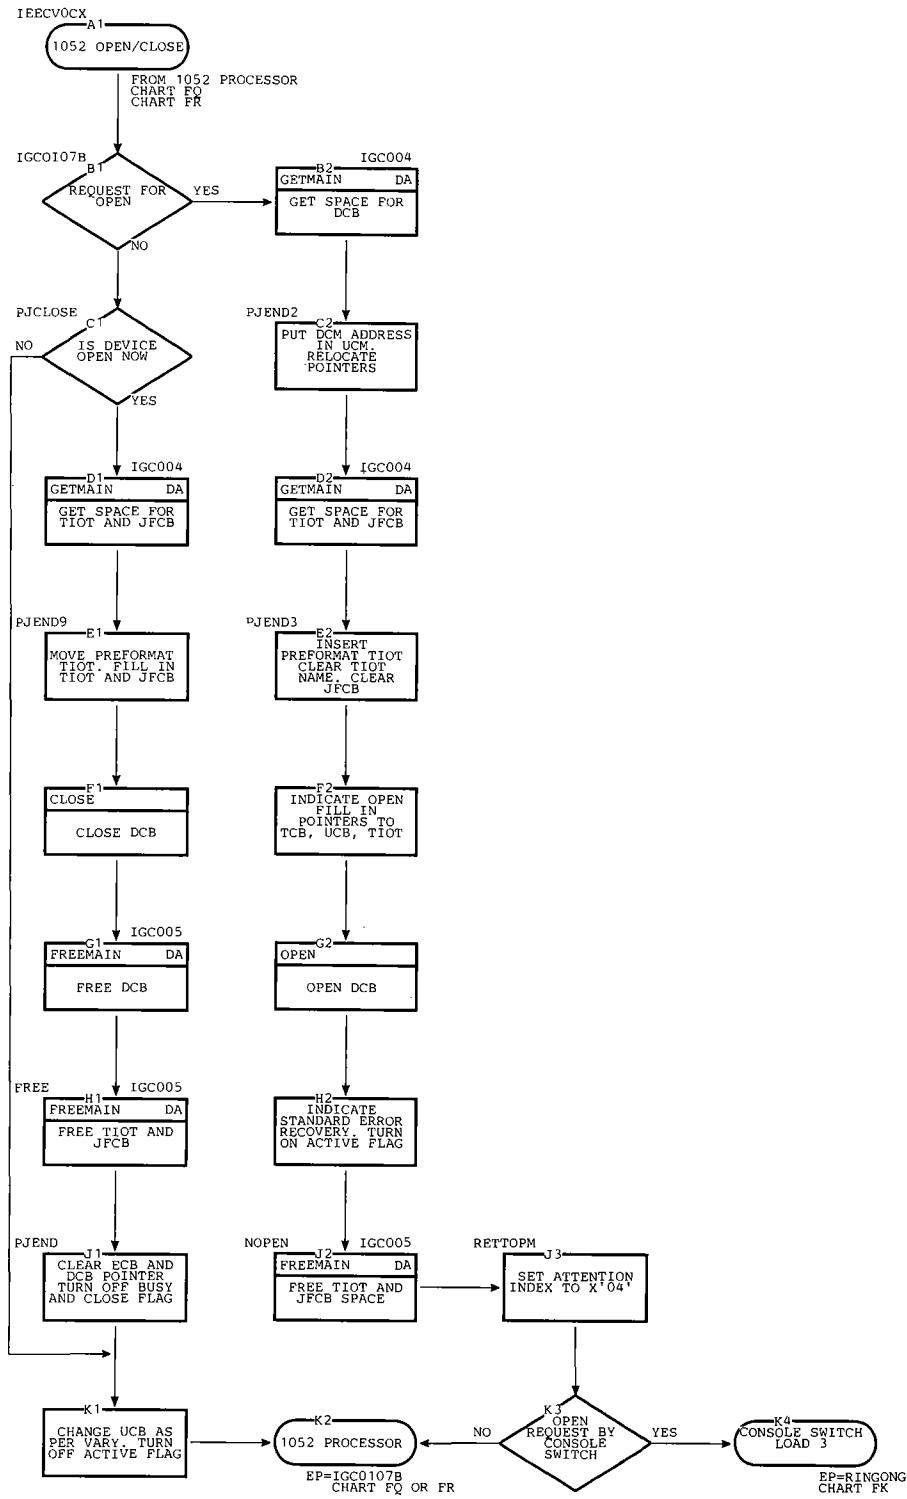 IEECVOCX
A1
1052 OPEN/CLOSE
FROM 1052 PROCESSOR
CHART FQ
CHART FR
IGC0I07B
B1
REQUEST FOR
OPEN
YES
NO
IGC004
B2
GETMAIN DA
GET SPACE FOR
DCB
PJCLOSE
C1
IS DEVICE
OPEN NOW
NO
YES
PJEND2
C2
PUT DCM ADDRESS
IN UCM.
RELOCATE
POINTERS
IGC004
D1
GETMAIN DA
GET SPACE FOR
TIOT AND JFCB
IGC004
D2
GETMAIN DA
GET SPACE FOR
TIOT AND JFCB
PJEND9
E1
MOVE PREFORMAT
TIOT. FILL IN
TIOT AND JFCB
PJEND3
E2
INSERT
PREFORMAT TIOT
CLEAR TIOT
NAME. CLEAR
JFCB
F1
CLOSE
CLOSE DCB
F2
INDICATE OPEN
FILL IN
POINTERS TO
TCB, UCB, TIOT
IGC005
G1
FREEMAIN DA
FREE DCB
G2
OPEN
OPEN DCB
FREE
IGC005
H1
FREEMAIN DA
FREE TIOT AND
JFCB
H2
INDICATE
STANDARD ERROR
RECOVERY. TURN
ON ACTIVE FLAG
PJEND
J1
CLEAR ECB AND
DCB POINTER
TURN OFF BUSY
AND CLOSE FLAG
NOPEN
IGC005
J2
FREEMAIN DA
FREE TIOT AND
JFCB SPACE
RETTOPM
J3
SET ATTENTION
INDEX TO X'04'
K1
CHANGE UCB AS
PER VARY. TURN
OFF ACTIVE FLAG
K2
1052 PROCESSOR
EP=IGC0107B
CHART FQ OR FR
K3
OPEN
REQUEST BY
CONSOLE
SWITCH
NO
YES
K4
CONSOLE SWITCH
LOAD 3
EP=RINGONG
CHART FK